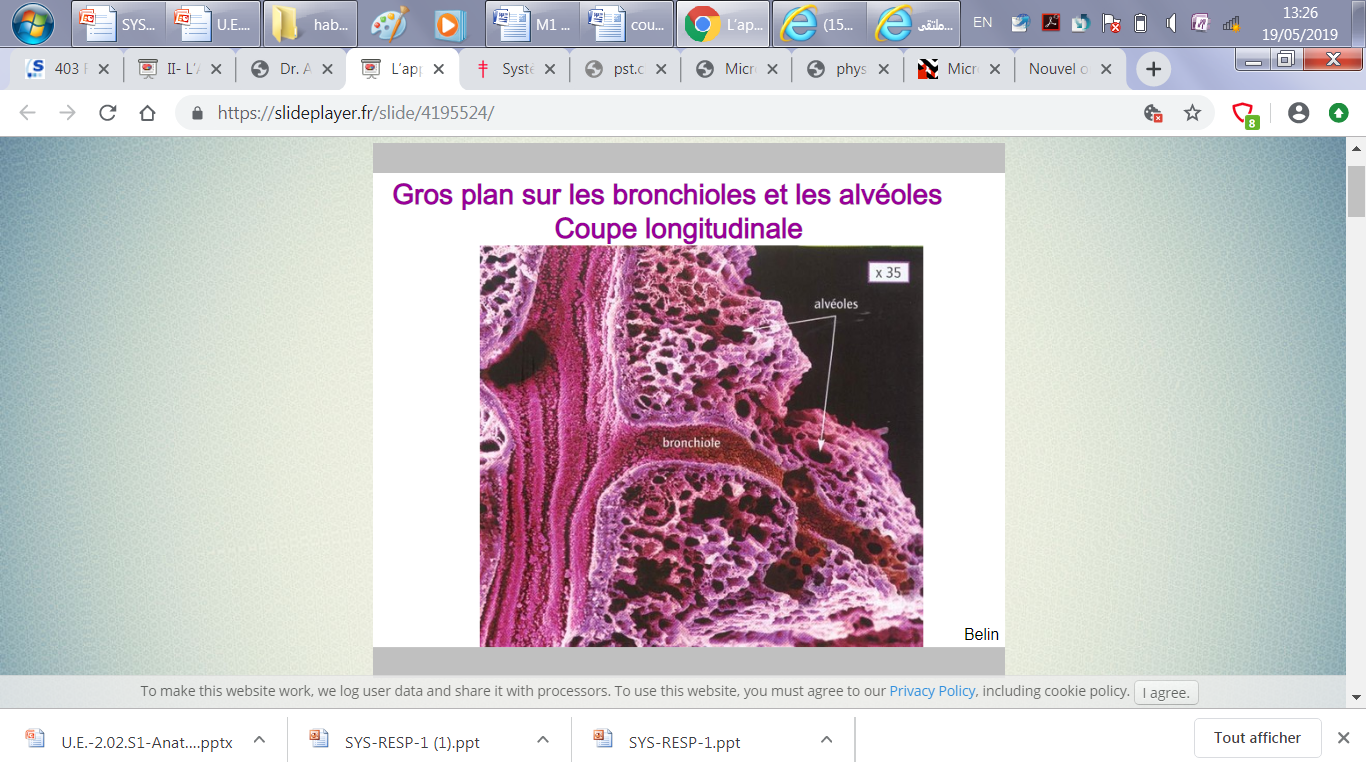 SYS...
U.E....
hab...
M1 ...
cou...
L'ap...
(15...
...ملتقى
EN
13:26
19/05/2019
403 F
II- L'A
Dr. A
L'app
Systè
pst.c
Micro
phys
Micro
Nouvel o
https://slideplayer.fr/slide/4195524/
8
Gros plan sur les bronchioles et les alvéoles
Coupe longitudinale
x 35
alvéoles
bronchiole
Belin
To make this website work, we log user data and share it with processors. To use this website, you must agree to our Privacy Policy, including cookie policy.
I agree.
U.E.-2.02.S1-Anat....pptx
SYS-RESP-1 (1).ppt
SYS-RESP-1.ppt
Tout afficher